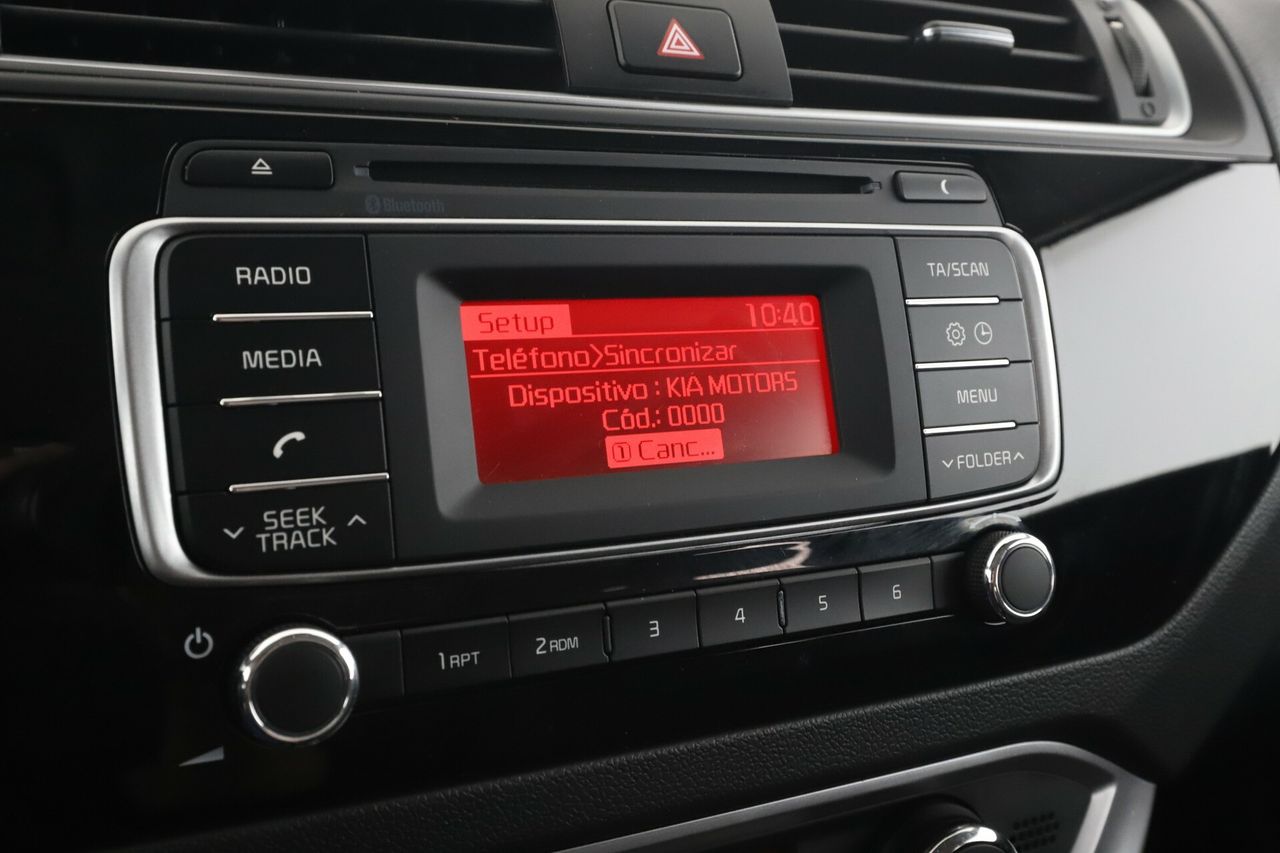 Bluetooth
RADIO
MEDIA
SEEK
TRACK
Setup 10:40
Teléfono>Sincronizar
Dispositivo : KIA MOTORS
Cód.: 0000
① Canc...
TA/SCAN
MENU
FOLDER
1 RPT
2 RDM
3
4
5
6